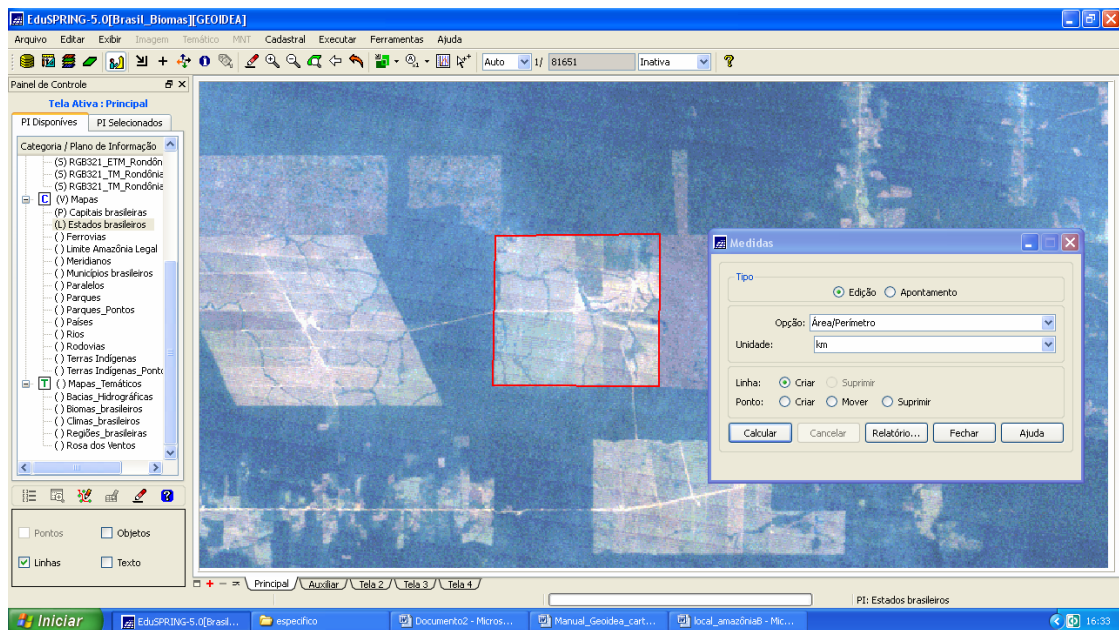 EduSPRING-5.0[Brasil_Biomas][GEOIDEA]
Arquivo Editar Exibir Imagem Temático MNT Cadastral Executar Ferramentas Ajuda
Auto 1/ 81651 Inativa
Painel de Controle
Tela Ativa : Principal
PI Disponíves PI Selecionados
Categoria / Plano de Informação
(S) RGB321_ETM_Rondôn
(S) RGB321_TM_Rondônia
(S) RGB321_TM_Rondônia
C (V) Mapas
(P) Capitais brasileiras
(L) Estados brasileiros
( ) Ferrovias
( ) Limite Amazônia Legal
( ) Meridianos
( ) Municípios brasileiros
( ) Paralelos
( ) Parques
( ) Parques_Pontos
( ) Países
( ) Rios
( ) Rodovias
( ) Terras Indígenas
( ) Terras Indígenas_Ponto
T ( ) Mapas_Temáticos
( ) Bacias_Hidrográficas
( ) Biomas_brasileiros
( ) Climas_brasileiros
( ) Regiões_brasileiras
( ) Rosa dos Ventos
Pontos Objetos
Linhas Texto
Medidas
Tipo
Edição Apontamento
Opção: Área/Perímetro
Unidade: km
Linha: Criar Suprimir
Ponto: Criar Mover Suprimir
Calcular Cancelar Relatório... Fechar Ajuda
Principal Auxiliar Tela 2 Tela 3 Tela 4
PI: Estados brasileiros
Iniciar EduSPRING-5.0[Brasil... especifico Documento2 - Micros... Manual_Geoidea_cart... local_amazôniaB - Mic... 16:33